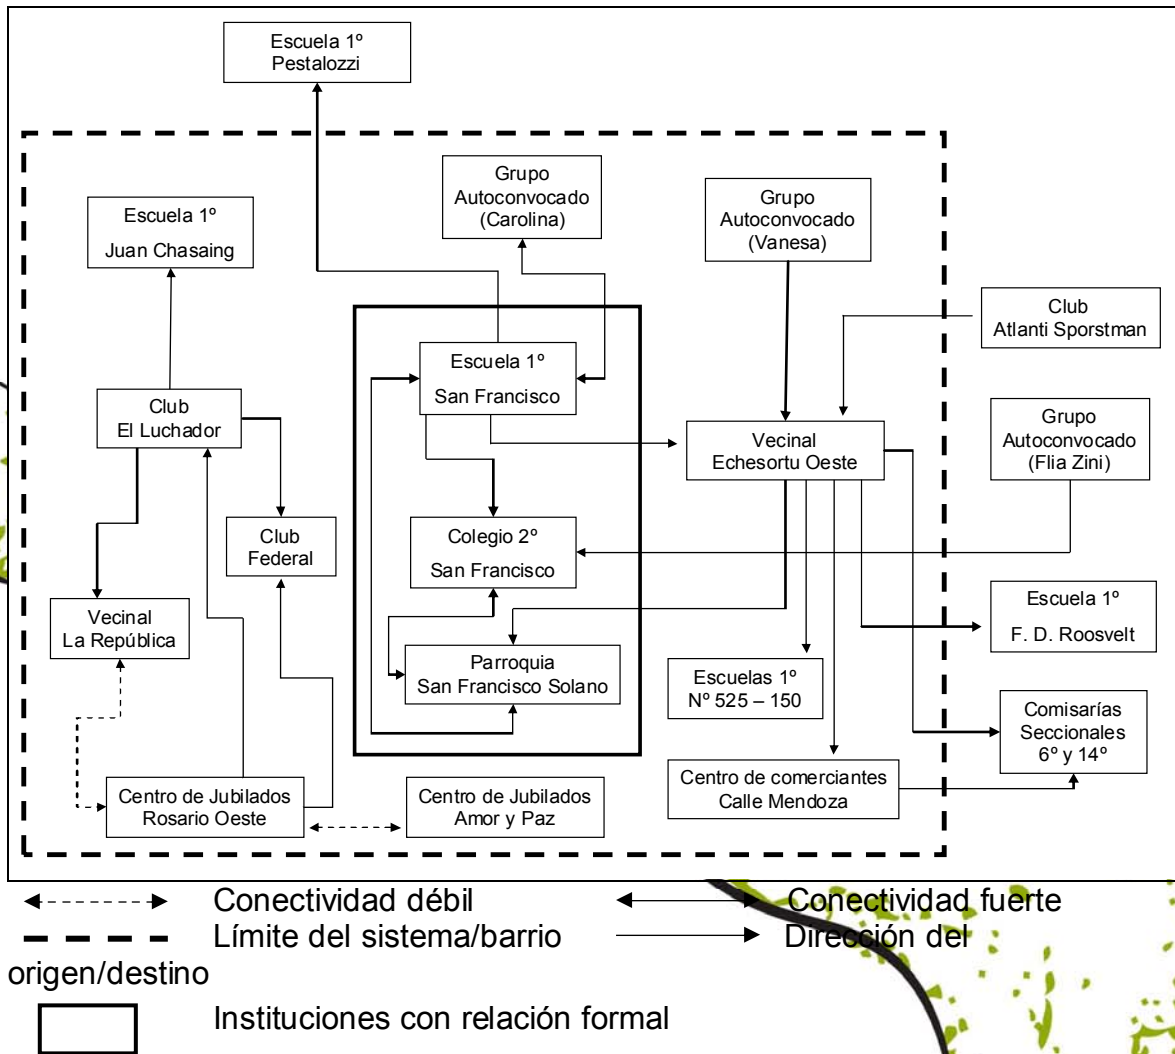 Escuela 1º
Pestalozzi
Grupo
Autoconvocado
(Carolina)
Grupo
Autoconvocado
(Vanesa)
Escuela 1º
Juan Chasaing
Club
Atlanti Sporstman
Escuela 1º
San Francisco
Club
El Luchador
Vecinal
Echesortu Oeste
Grupo
Autoconvocado
(Flia Zini)
Club
Federal
Colegio 2º
San Francisco
Vecinal
La República
Parroquia
San Francisco Solano
Escuelas 1º
Nº 525 – 150
Escuela 1º
F. D. Roosvelt
Comisarías
Seccionales
6º y 14º
Centro de Jubilados
Rosario Oeste
Centro de Jubilados
Amor y Paz
Centro de comerciantes
Calle Mendoza
Conectividad débil
Conectividad fuerte
Límite del sistema/barrio
Dirección del
origen/destino
Instituciones con relación formal